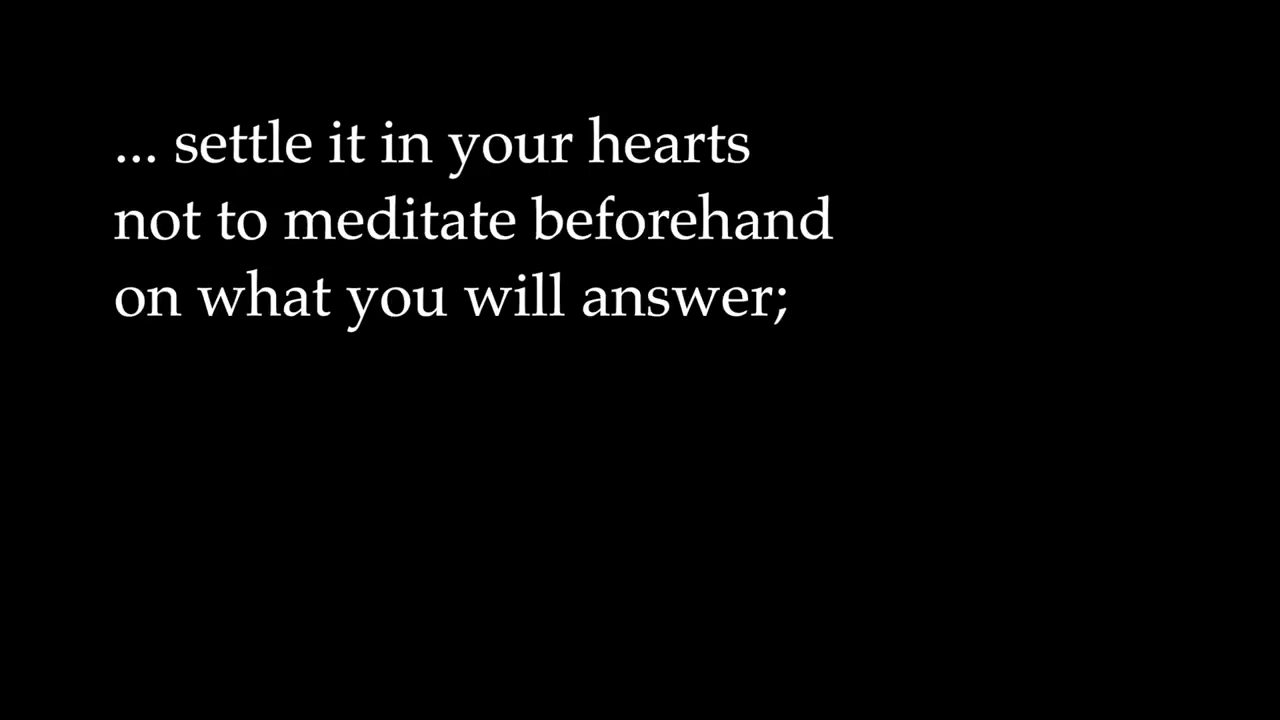 ... settle it in your hearts
not to meditate beforehand
on what you will answer;